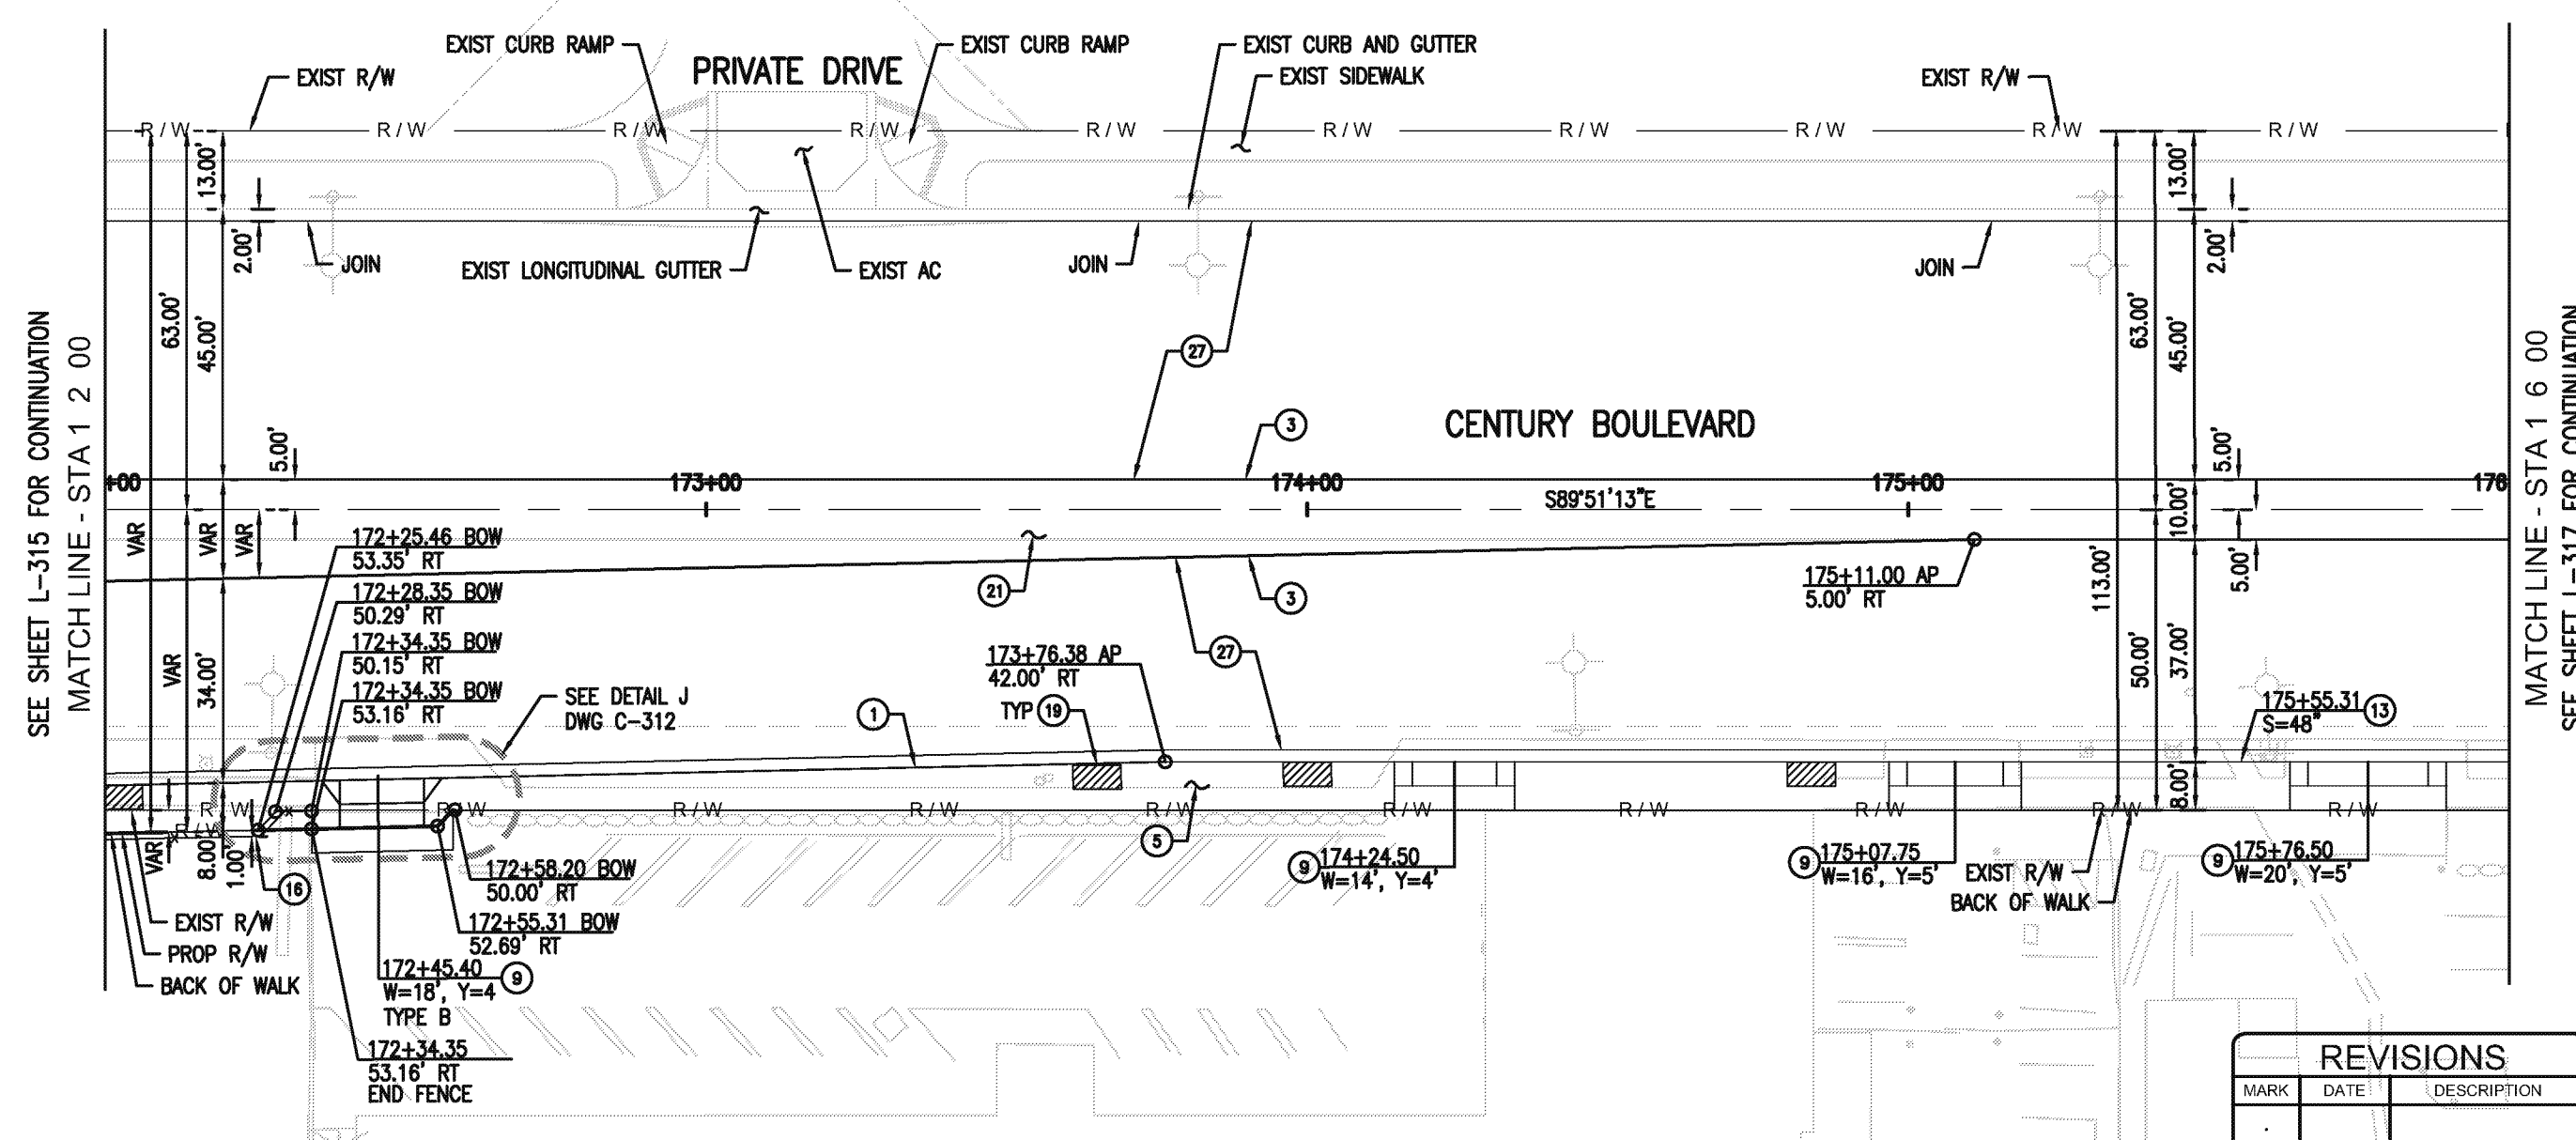 EXIST CURB RAMP
EXIST CURB RAMP
EXIST CURB AND GUTTER
PRIVATE DRIVE
EXIST R/W
EXIST SIDEWALK
EXIST R/W
R/W
R/W
R/W
R/W
R/W
R/W
R/W
R/W
R/W
R/W
13.00'
13.00'
2.00'
JOIN
EXIST LONGITUDINAL GUTTER
EXIST AC
JOIN
JOIN
2.00'
63.00'
45.00'
27
63.00'
45.00'
SEE SHEET L-315 FOR CONTINUATION
MATCH LINE - STA 1 2 00
MATCH LINE - STA 1 6 00
SEE SHEET L-317 FOR CONTINUATION
CENTURY BOULEVARD
3
5.00'
5.00'
+00
173+00
174+00
175+00
176
S89°51'13"E
10.00'
VAR
VAR
VAR
172+25.46 BOW
53.35' RT
172+28.35 BOW
50.29' RT
172+34.35 BOW
50.15' RT
172+34.35 BOW
53.16' RT
21
3
175+11.00 AP
5.00' RT
113.00'
5.00'
VAR
34.00'
SEE DETAIL J
DWG C-312
1
173+76.38 AP
42.00' RT
TYP 19
27
50.00'
37.00'
175+55.31 13
S=48"
R/W
R/W
R/W
R/W
R/W
R/W
R/W
R/W
R/W
R/W
R/W
8.00'
VAR
8.00'
1.00'
16
5
172+58.20 BOW
50.00' RT
9 174+24.50
W=14', Y=4'
9 175+07.75
W=16', Y=5'
EXIST R/W
BACK OF WALK
9 175+76.50
W=20', Y=5'
EXIST R/W
PROP R/W
BACK OF WALK
172+55.31 BOW
52.69' RT
172+45.40 9
W=18', Y=4
TYPE B
172+34.35
53.16' RT
END FENCE
REVISIONS
MARK DATE DESCRIPTION